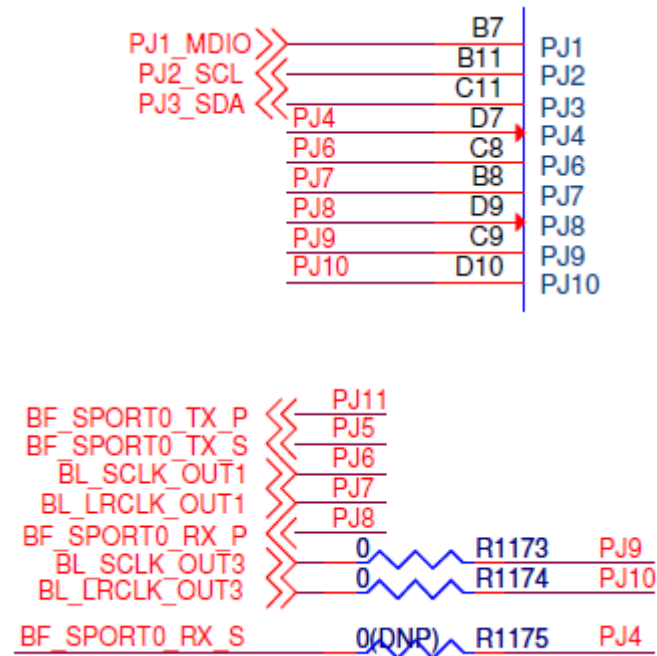 PJ1_MDIO B7 PJ1
PJ2_SCL B11 PJ2
PJ3_SDA C11 PJ3
PJ4 D7 PJ4
PJ6 C8 PJ6
PJ7 B8 PJ7
PJ8 D9 PJ8
PJ9 C9 PJ9
PJ10 D10 PJ10
BF_SPORT0_TX_P PJ11
BF_SPORT0_TX_S PJ5
BL_SCLK_OUT1 PJ6
BL_LRCLK_OUT1 PJ7
BF_SPORT0_RX_P PJ8
BL_SCLK_OUT3 0 R1173 PJ9
BL_LRCLK_OUT3 0 R1174 PJ10
BF_SPORT0_RX_S 0(DNP) R1175 PJ4